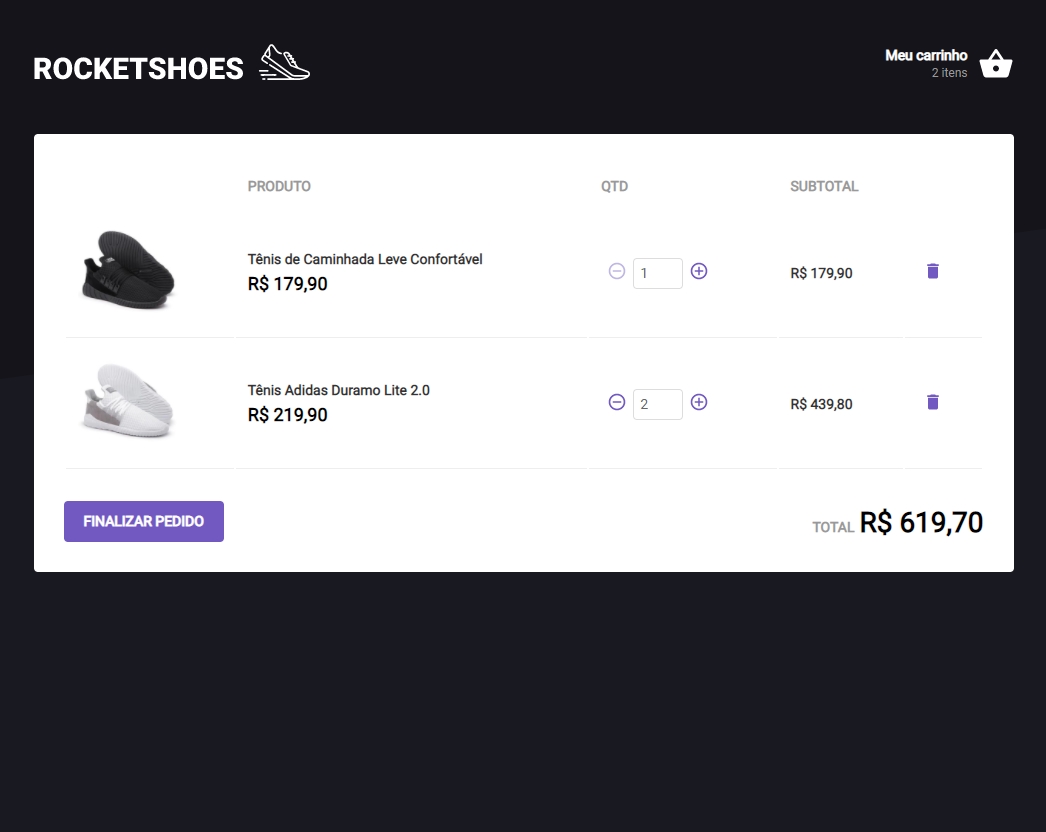 ROCKETSHOES
Meu carrinho
2 itens
PRODUTO QTD SUBTOTAL
Tênis de Caminhada Leve Confortável
R$ 179,90
1
R$ 179,90
Tênis Adidas Duramo Lite 2.0
R$ 219,90
2
R$ 439,80
FINALIZAR PEDIDO
TOTAL R$ 619,70